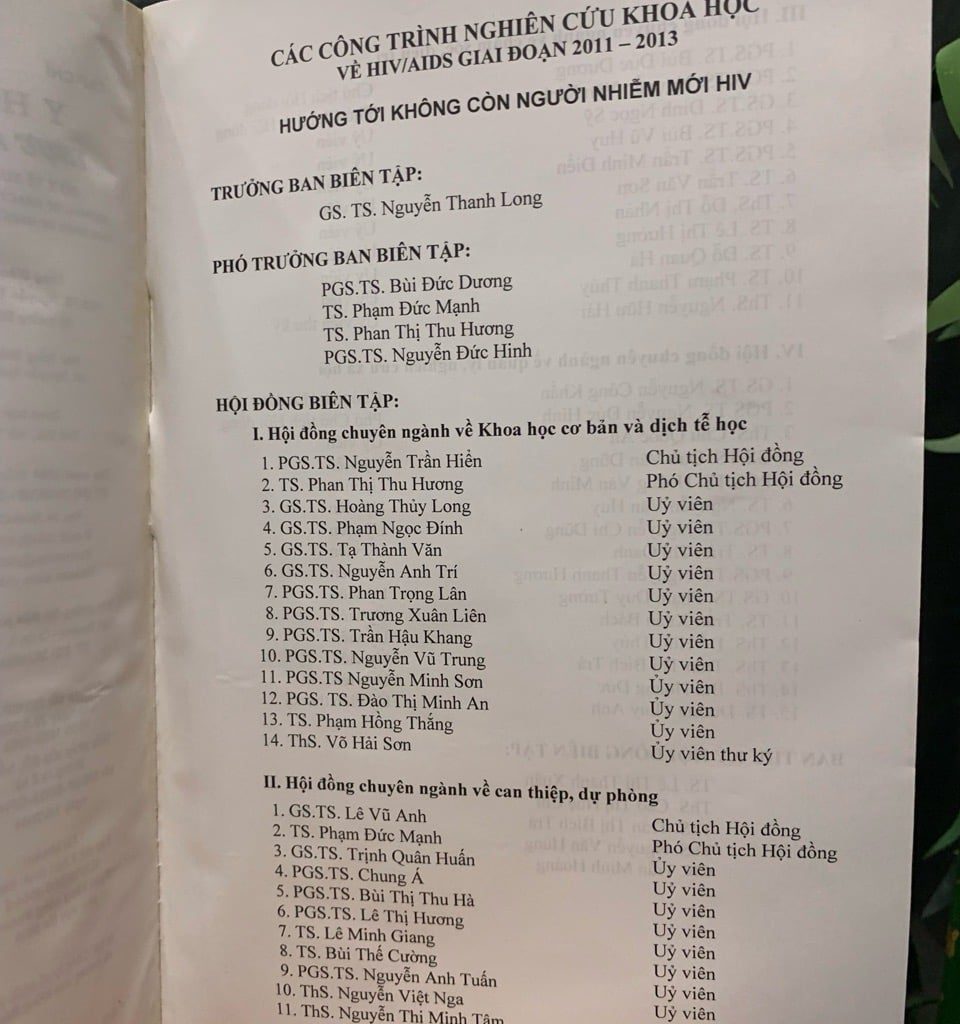 CÁC CÔNG TRÌNH NGHIÊN CỨU KHOA HỌC
VỀ HIV/AIDS GIAI ĐOẠN 2011 – 2013
HƯỚNG TỚI KHÔNG CÒN NGƯỜI NHIỄM MỚI HIV
TRƯỞNG BAN BIÊN TẬP:
GS. TS. Nguyễn Thanh Long
PHÓ TRƯỞNG BAN BIÊN TẬP:
PGS.TS. Bùi Đức Dương
TS. Phạm Đức Mạnh
TS. Phan Thị Thu Hương
PGS.TS. Nguyễn Đức Hinh
HỘI ĐỒNG BIÊN TẬP:
I. Hội đồng chuyên ngành về Khoa học cơ bản và dịch tễ học
1. PGS.TS. Nguyễn Trần Hiển Chủ tịch Hội đồng
2. TS. Phan Thị Thu Hương Phó Chủ tịch Hội đồng
3. GS.TS. Hoàng Thủy Long Uỷ viên
4. GS.TS. Phạm Ngọc Đính Uỷ viên
5. GS.TS. Tạ Thành Văn Uỷ viên
6. GS.TS. Nguyễn Anh Trí Uỷ viên
7. PGS.TS. Phan Trọng Lân Uỷ viên
8. PGS.TS. Trương Xuân Liên Uỷ viên
9. PGS.TS. Trần Hậu Khang Uỷ viên
10. PGS.TS. Nguyễn Vũ Trung Uỷ viên
11. PGS.TS Nguyễn Minh Sơn Ủy viên
12. PGS. TS. Đào Thị Minh An Ủy viên
13. TS. Phạm Hồng Thắng Ủy viên
14. ThS. Võ Hải Sơn Ủy viên thư ký
II. Hội đồng chuyên ngành về can thiệp, dự phòng
1. GS.TS. Lê Vũ Anh Chủ tịch Hội đồng
2. TS. Phạm Đức Mạnh Phó Chủ tịch Hội đồng
3. GS.TS. Trịnh Quân Huấn Ủy viên
4. PGS.TS. Chung Á Uỷ viên
5. PGS.TS. Bùi Thị Thu Hà Uỷ viên
6. PGS.TS. Lê Thị Hương Uỷ viên
7. TS. Lê Minh Giang Uỷ viên
8. TS. Bùi Thế Cường Uỷ viên
9. PGS.TS. Nguyễn Anh Tuấn Uỷ viên
10. ThS. Nguyễn Việt Nga Uỷ viên
11. ThS. Nguyễn Thị Minh Tâm